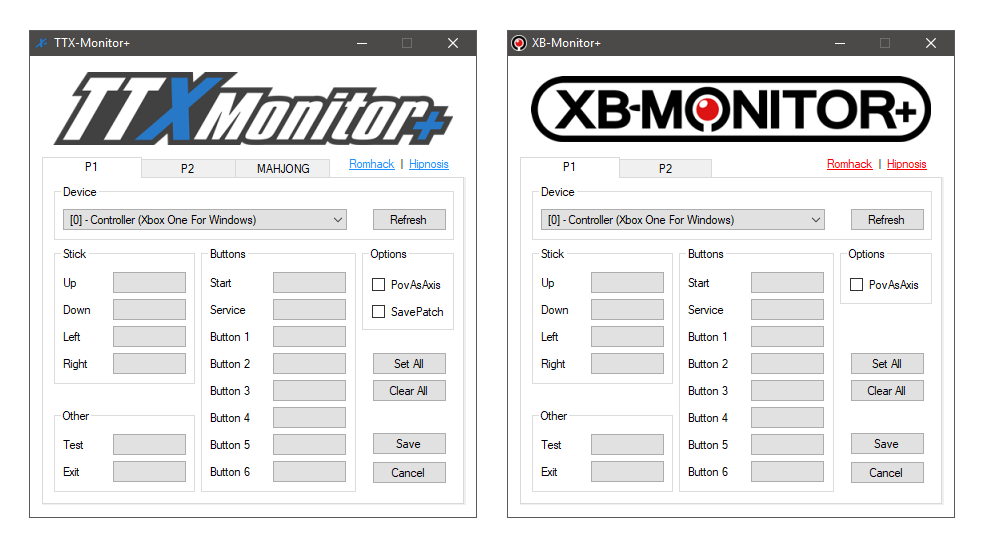 TTX-Monitor+
TTX Monitor+
P1 P2 MAHJONG Romhack | Hipnosis
Device
[0] - Controller (Xbox One For Windows) Refresh
Stick Buttons Options
Up Start PovAsAxis
Down Service SavePatch
Left Button 1
Right Button 2 Set All
Button 3 Clear All
Other Button 4
Test Button 5 Save
Exit Button 6 Cancel
XB-Monitor+
XB-MONITOR+
P1 P2 Romhack | Hipnosis
Device
[0] - Controller (Xbox One For Windows) Refresh
Stick Buttons Options
Up Start PovAsAxis
Down Service
Left Button 1
Right Button 2 Set All
Button 3 Clear All
Other Button 4
Test Button 5 Save
Exit Button 6 Cancel